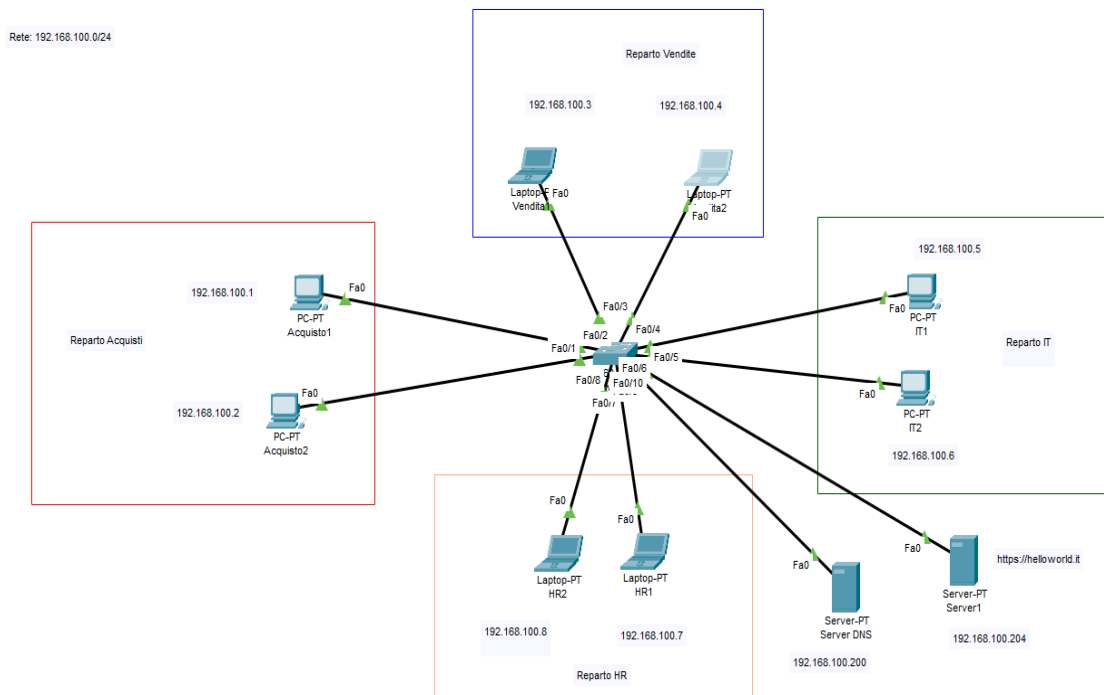 Rete: 192.168.100.0/24
Reparto Vendite
192.168.100.3
192.168.100.4
Laptop-P
Vendita1
Fa0
Laptop-PT
ita2
Fa0
192.168.100.5
Fa0
PC-PT
IT1
Reparto IT
Fa0
PC-PT
IT2
192.168.100.6
192.168.100.1
Fa0
PC-PT
Acquisto1
Reparto Acquisti
Fa0
192.168.100.2
PC-PT
Acquisto2
Fa0/3
Fa0/4
Fa0/2
Fa0/1
Fa0/5
Fa0/6
Fa0/8
Fa0/10
Fa0/7
Fa0
Fa0
Laptop-PT
HR2
Laptop-PT
HR1
192.168.100.8
192.168.100.7
Reparto HR
Fa0
Server-PT
Server DNS
192.168.100.200
Fa0
https://helloworld.it
Server-PT
Server1
192.168.100.204